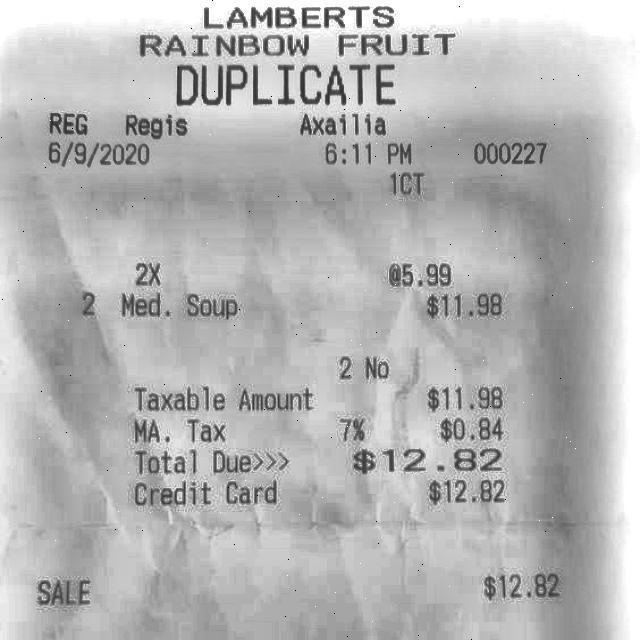 LAMBERTS
RAINBOW FRUIT
DUPLICATE
REG Regis Axailia
6/9/2020 6:11 PM 000227
1CT
2X @5.99
2 Med. Soup $11.98
2 No
Taxable Amount $11.98
MA. Tax 7% $0.84
Total Due>>> $12.82
Credit Card $12.82
SALE $12.82